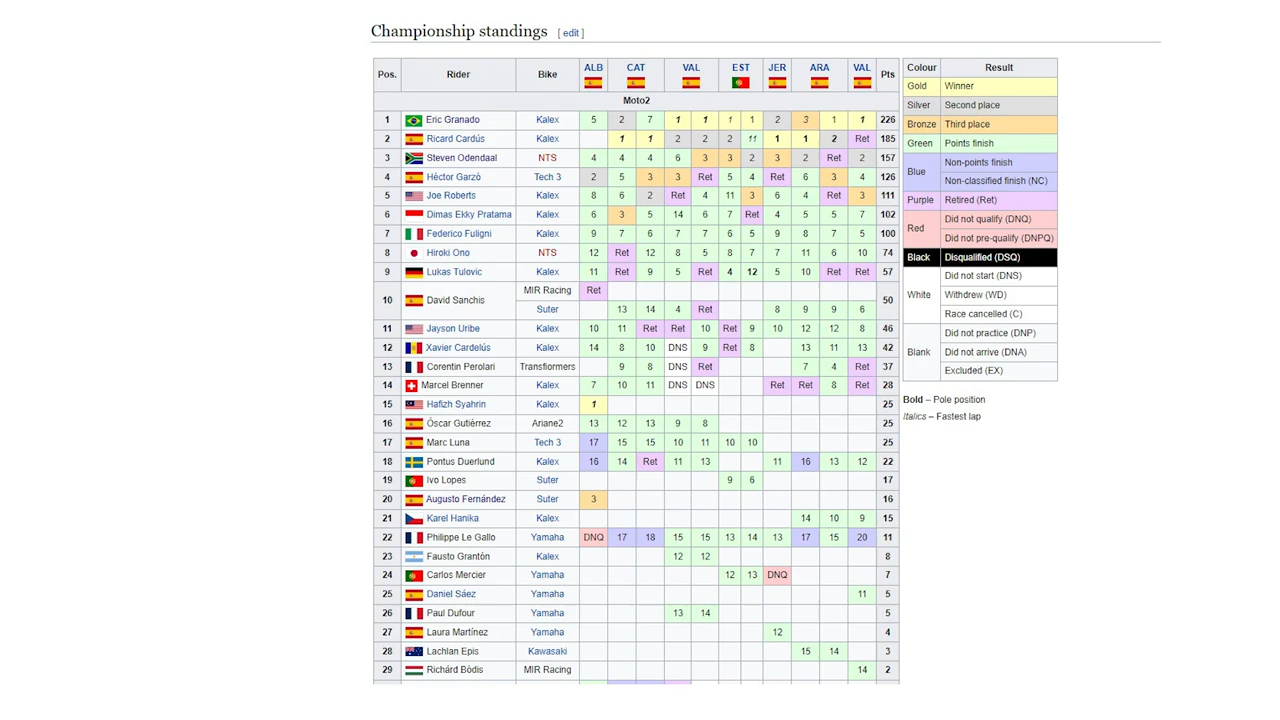 Championship standings [ edit ]
Pos. Rider Bike ALB CAT VAL EST JER ARA VAL Pts
Moto2
1 Eric Granado Kalex 5 2 7 1 1 1 1 2 3 1 1 226
2 Ricard Cardús Kalex 1 1 2 2 2 11 1 1 2 Ret 185
3 Steven Odendaal NTS 4 4 4 6 3 3 2 3 2 Ret 2 157
4 Héctor Garzó Tech 3 2 5 3 3 Ret 5 4 Ret 6 3 4 126
5 Joe Roberts Kalex 8 6 2 Ret 4 11 3 6 4 Ret 3 111
6 Dimas Ekky Pratama Kalex 6 3 5 14 6 7 Ret 4 5 5 7 102
7 Federico Fuligni Kalex 9 7 6 7 7 6 5 9 8 7 5 100
8 Hiroki Ono NTS 12 Ret 12 8 5 8 7 7 11 6 10 74
9 Lukas Tulovic Kalex 11 Ret 9 5 Ret 4 12 5 10 Ret Ret 57
10 David Sanchis MIR Racing Ret 50
Suter 13 14 4 Ret 8 9 9 6
11 Jayson Uribe Kalex 10 11 Ret Ret 10 Ret 9 10 12 12 8 46
12 Xavier Cardelús Kalex 14 8 10 DNS 9 Ret 8 13 11 13 42
13 Corentin Perolari Transfiormers 9 8 DNS Ret 7 4 Ret 37
14 Marcel Brenner Kalex 7 10 11 DNS DNS Ret Ret 8 Ret 28
15 Hafizh Syahrin Kalex 1 25
16 Óscar Gutiérrez Ariane2 13 12 13 9 8 25
17 Marc Luna Tech 3 17 15 15 10 11 10 10 25
18 Pontus Duerlund Kalex 16 14 Ret 11 13 11 16 13 12 22
19 Ivo Lopes Suter 9 6 17
20 Augusto Fernández Suter 3 16
21 Karel Hanika Kalex 14 10 9 15
22 Philippe Le Gallo Yamaha DNQ 17 18 15 15 13 14 13 17 15 20 11
23 Fausto Grantón Kalex 12 12 8
24 Carlos Mercier Yamaha 12 13 DNQ 7
25 Daniel Sáez Yamaha 11 5
26 Paul Dufour Yamaha 13 14 5
27 Laura Martínez Yamaha 12 4
28 Lachlan Epis Kawasaki 15 14 3
29 Richárd Bódis MIR Racing 14 2
Colour Result
Gold Winner
Silver Second place
Bronze Third place
Green Points finish
Blue Non-points finish
Non-classified finish (NC)
Purple Retired (Ret)
Red Did not qualify (DNQ)
Did not pre-qualify (DNPQ)
Black Disqualified (DSQ)
White Did not start (DNS)
Withdrew (WD)
Race cancelled (C)
Blank Did not practice (DNP)
Did not arrive (DNA)
Excluded (EX)
Bold – Pole position
Italics – Fastest lap